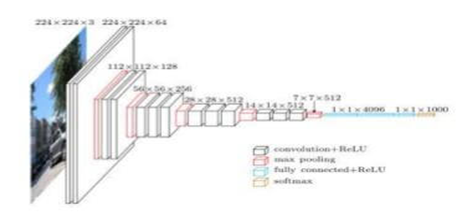 224×224×3 224×224×64
112×112×128
56×56×256
28×28×512
14×14×512
7×7×512
1×1×4096 1×1×1000
convolution+ReLU
max pooling
fully connected+ReLU
softmax